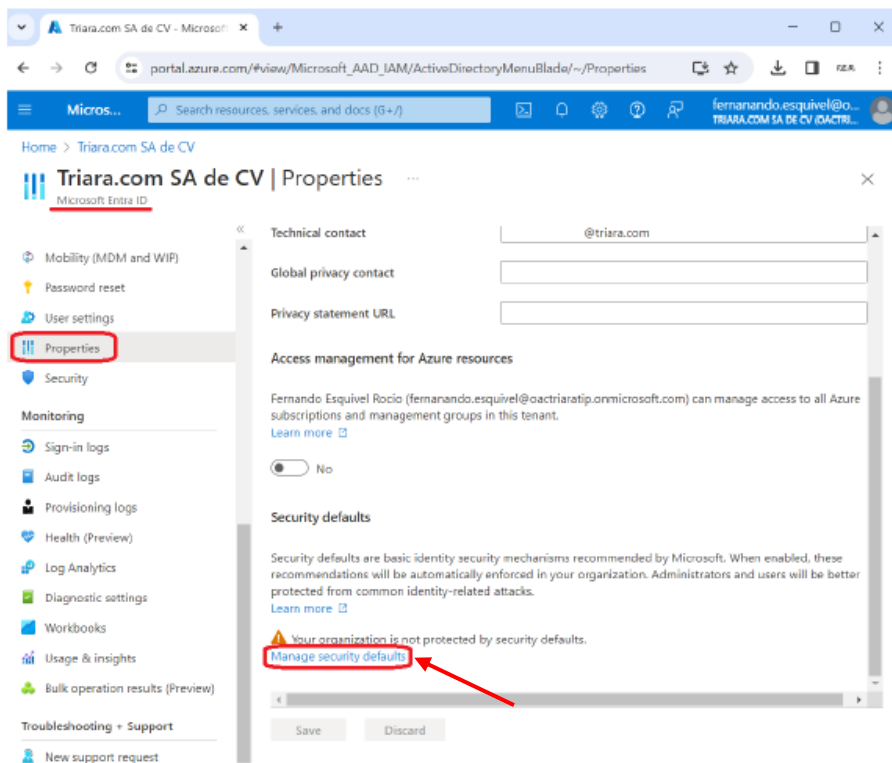 Triara.com SA de CV - Microsoft
portal.azure.com/#view/Microsoft_AAD_IAM/ActiveDirectoryMenuBlade/~/Properties
Micros...
Search resources, services, and docs (G+/)
fernanando.esquivel@o...
TRIARA.COM SA DE CV (OACTRI...
Home > Triara.com SA de CV
Triara.com SA de CV | Properties ...
Microsoft Entra ID
Mobility (MDM and WIP)
Password reset
User settings
Properties
Security
Monitoring
Sign-in logs
Audit logs
Provisioning logs
Health (Preview)
Log Analytics
Diagnostic settings
Workbooks
Usage & insights
Bulk operation results (Preview)
Troubleshooting + Support
New support request
Technical contact
@triara.com
Global privacy contact
Privacy statement URL
Access management for Azure resources
Fernando Esquivel Rocio (fernanando.esquivel@oactriaratip.onmicrosoft.com) can manage access to all Azure
subscriptions and management groups in this tenant.
Learn more
No
Security defaults
Security defaults are basic identity security mechanisms recommended by Microsoft. When enabled, these
recommendations will be automatically enforced in your organization. Administrators and users will be better
protected from common identity-related attacks.
Learn more
Your organization is not protected by security defaults.
Manage security defaults
Save
Discard